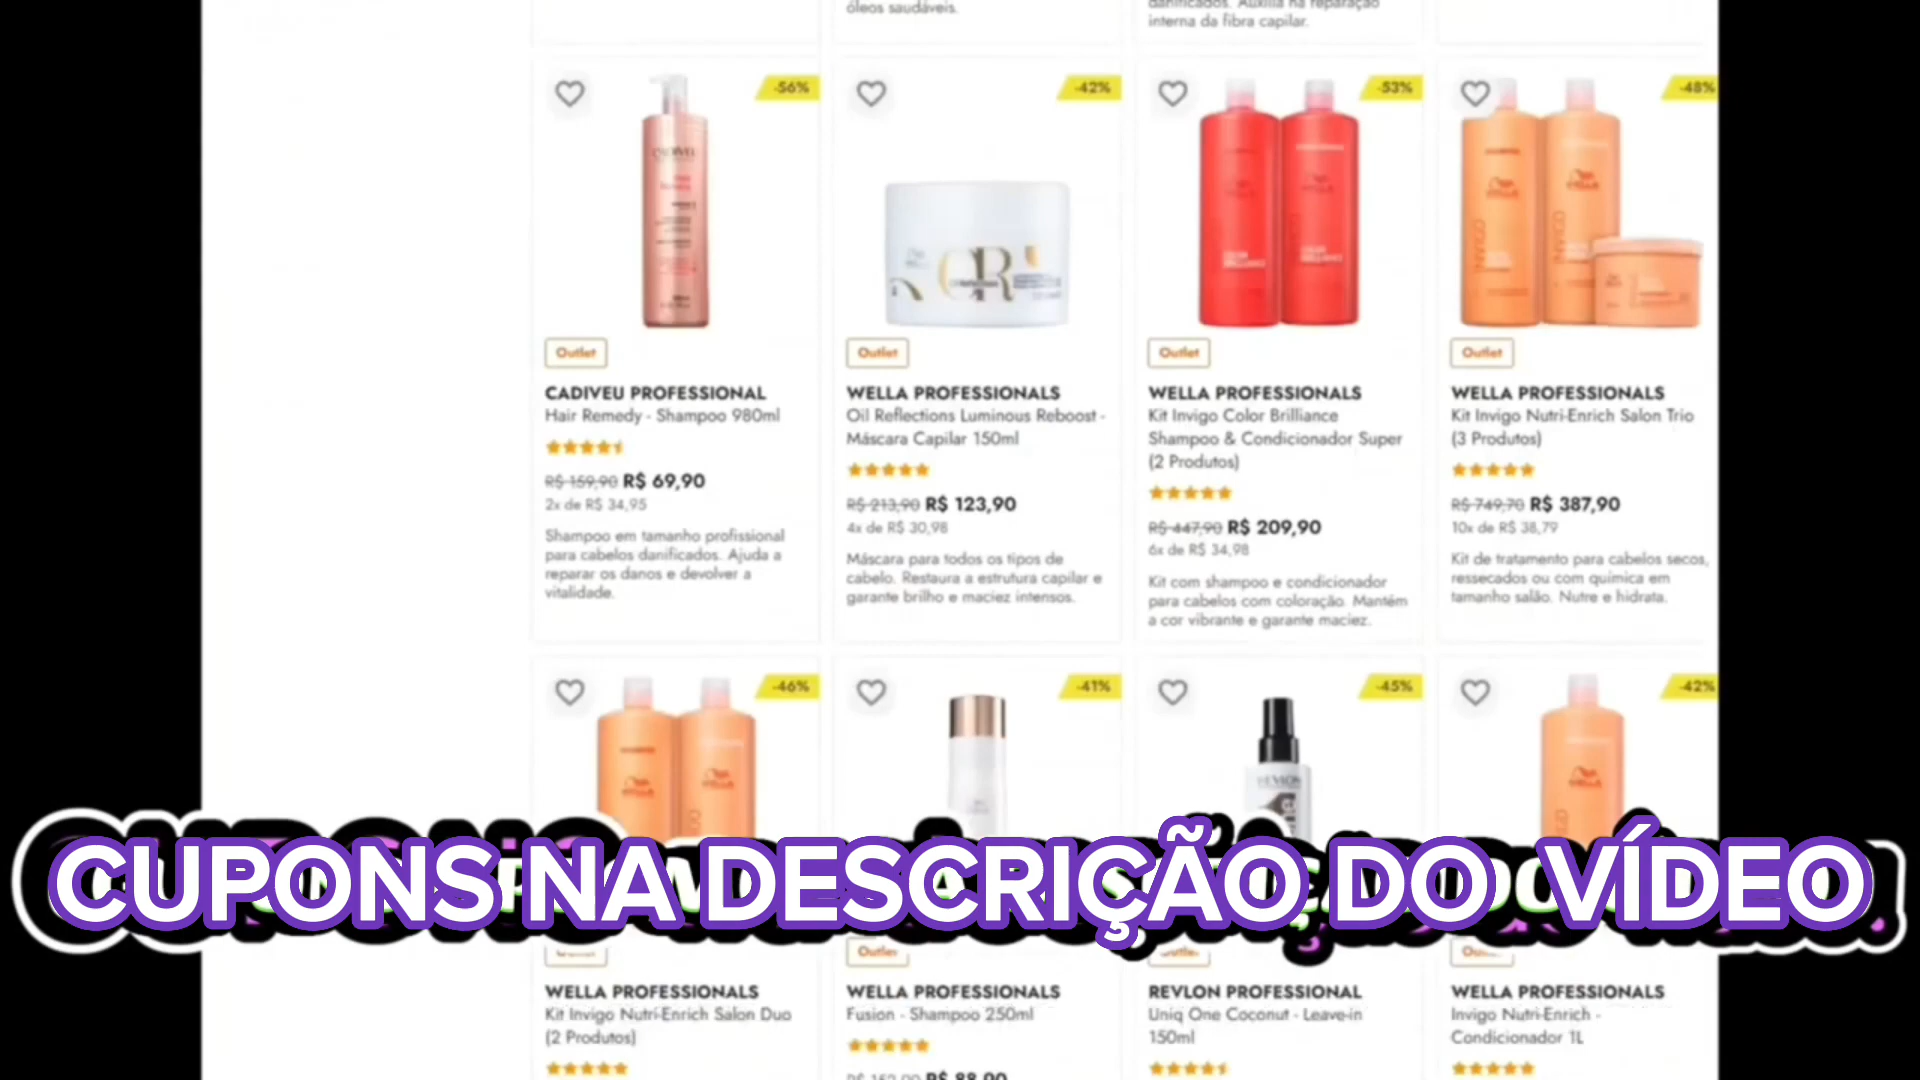 óleos saudáveis.
danificados. Auxilia na reparação
interna da fibra capilar.
-56%
-42%
-53%
-48%
Outlet
Outlet
Outlet
Outlet
CADIVEU PROFESSIONAL
Hair Remedy - Shampoo 980ml
R$ 159,90 R$ 69,90
2x de R$ 34,95
Shampoo em tamanho profissional
para cabelos danificados. Ajuda a
reparar os danos e devolver a
vitalidade.
WELLA PROFESSIONALS
Oil Reflections Luminous Reboost -
Máscara Capilar 150ml
R$ 213,90 R$ 123,90
4x de R$ 30,98
Máscara para todos os tipos de
cabelo. Restaura a estrutura capilar e
garante brilho e maciez intensos.
WELLA PROFESSIONALS
Kit Invigo Color Brilliance
Shampoo & Condicionador Super
(2 Produtos)
R$ 447,90 R$ 209,90
6x de R$ 34,98
Kit com shampoo e condicionador
para cabelos com coloração. Mantém
a cor vibrante e garante maciez.
WELLA PROFESSIONALS
Kit Invigo Nutri-Enrich Salon Trio
(3 Produtos)
R$ 749,70 R$ 387,90
10x de R$ 38,79
Kit de tratamento para cabelos secos,
ressecados ou com química em
tamanho salão. Nutre e hidrata.
-46%
-41%
-45%
-42%
CUPONS NA DESCRIÇÃO DO VÍDEO
Outlet
WELLA PROFESSIONALS
Kit Invigo Nutri-Enrich Salon Duo
(2 Produtos)
WELLA PROFESSIONALS
Fusion - Shampoo 250ml
R$ 152,90 R$ 88,90
REVLON PROFESSIONAL
Uniq One Coconut - Leave-in
150ml
WELLA PROFESSIONALS
Invigo Nutri-Enrich -
Condicionador 1L